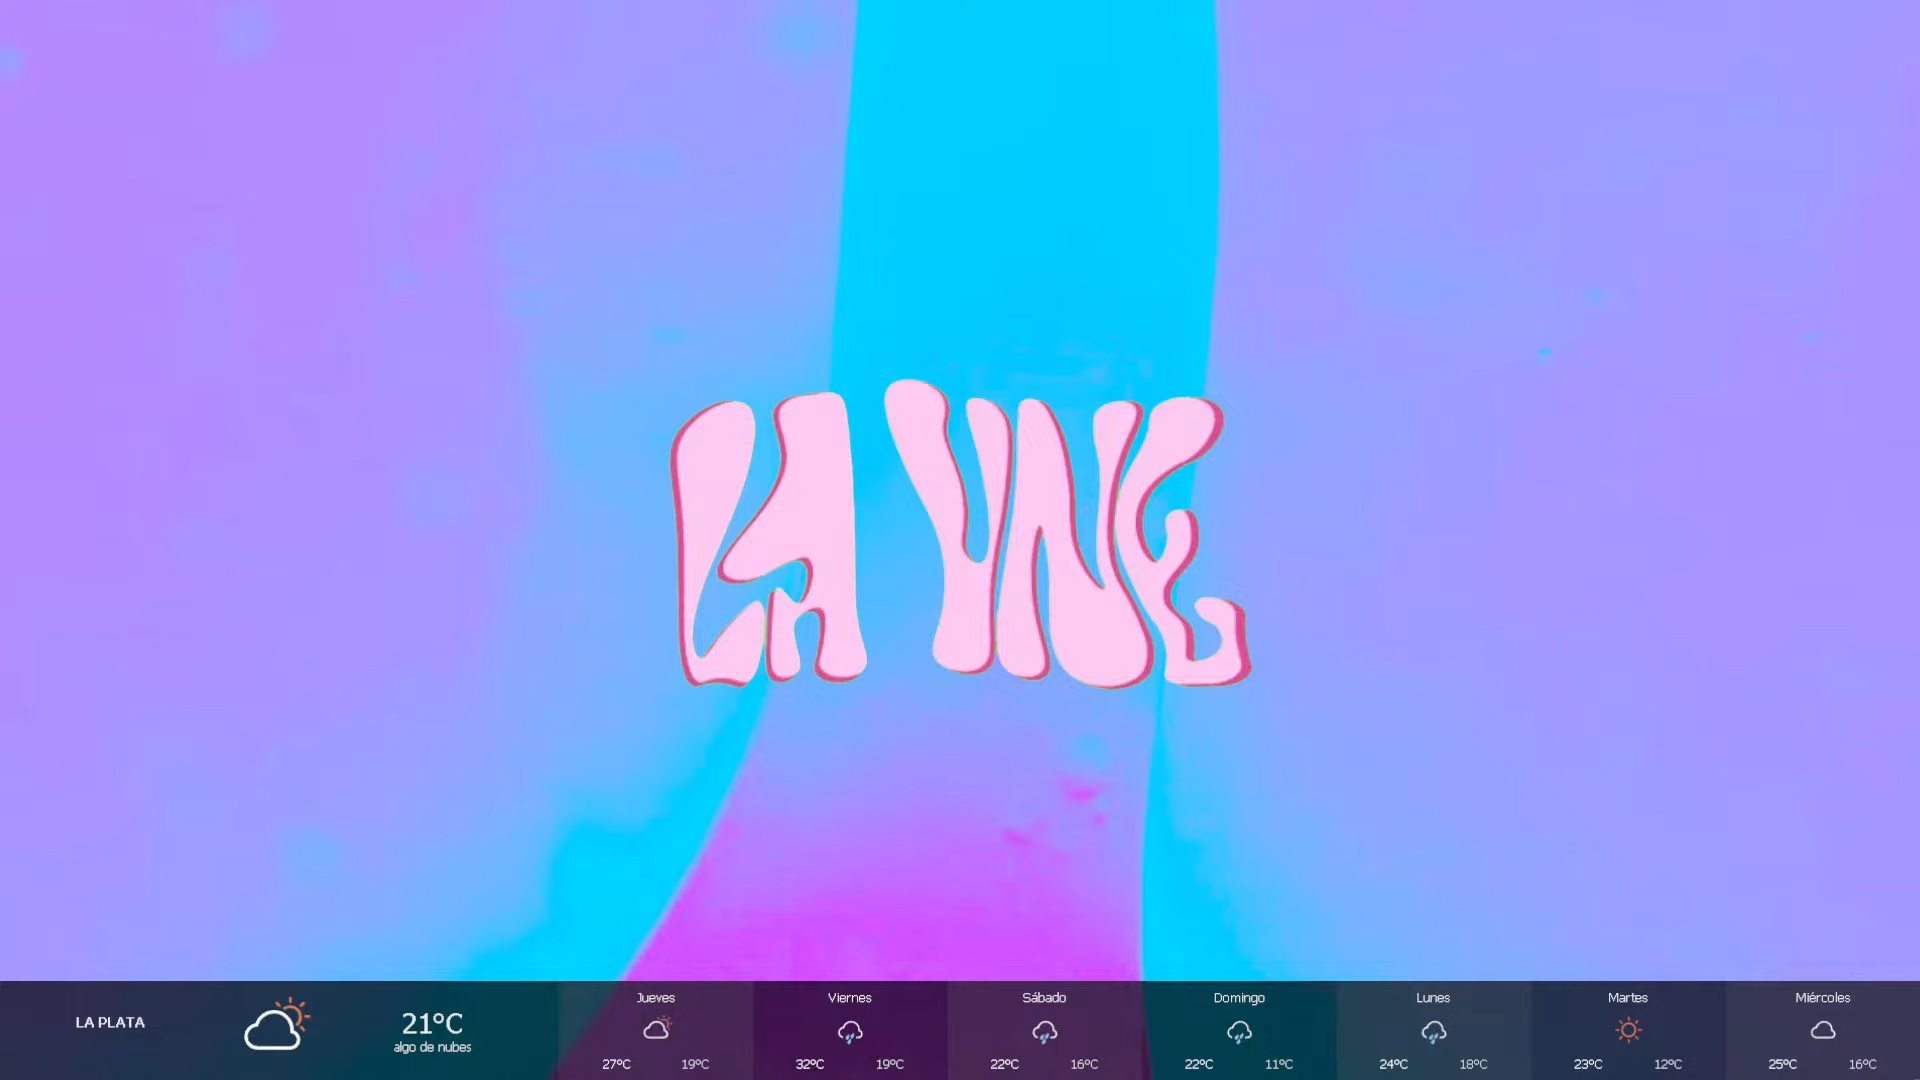 LA YNE
LA PLATA
21°C
algo de nubes
Jueves
27°C 19°C
Viernes
32°C 19°C
Sábado
22°C 16°C
Domingo
22°C 11°C
Lunes
24°C 18°C
Martes
23°C 12°C
Miércoles
25°C 16°C